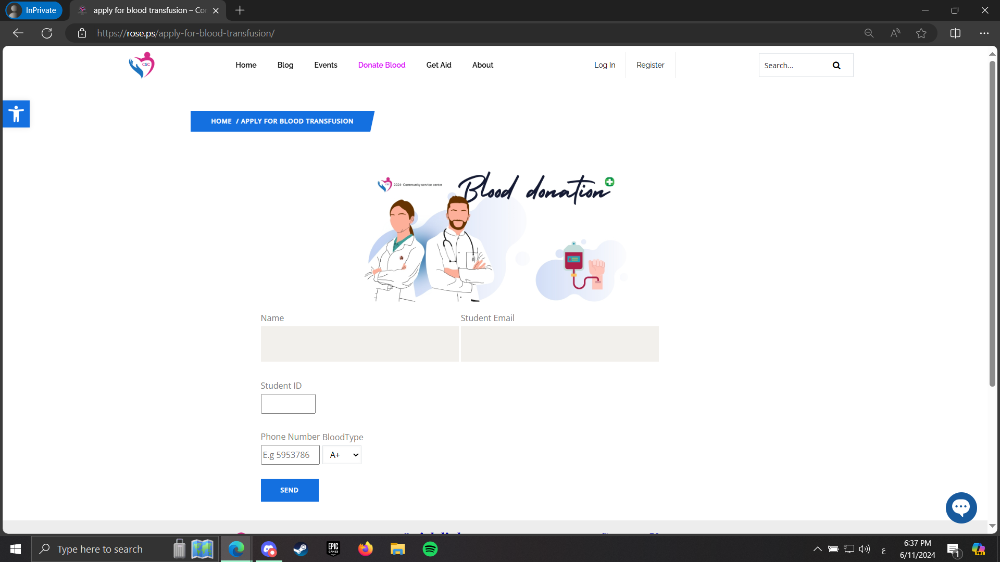 InPrivate
apply for blood transfusion – Co
https://rose.ps/apply-for-blood-transfusion/
CSC
Home Blog Events Donate Blood Get Aid About Log In Register Search...
HOME / APPLY FOR BLOOD TRANSFUSION
2024- Community service center
Blood donation
Name Student Email
Student ID
Phone Number BloodType
E.g 5953786 A+
SEND
Type here to search
EPIC GAMES
ع
6:37 PM
6/11/2024
1
PRE